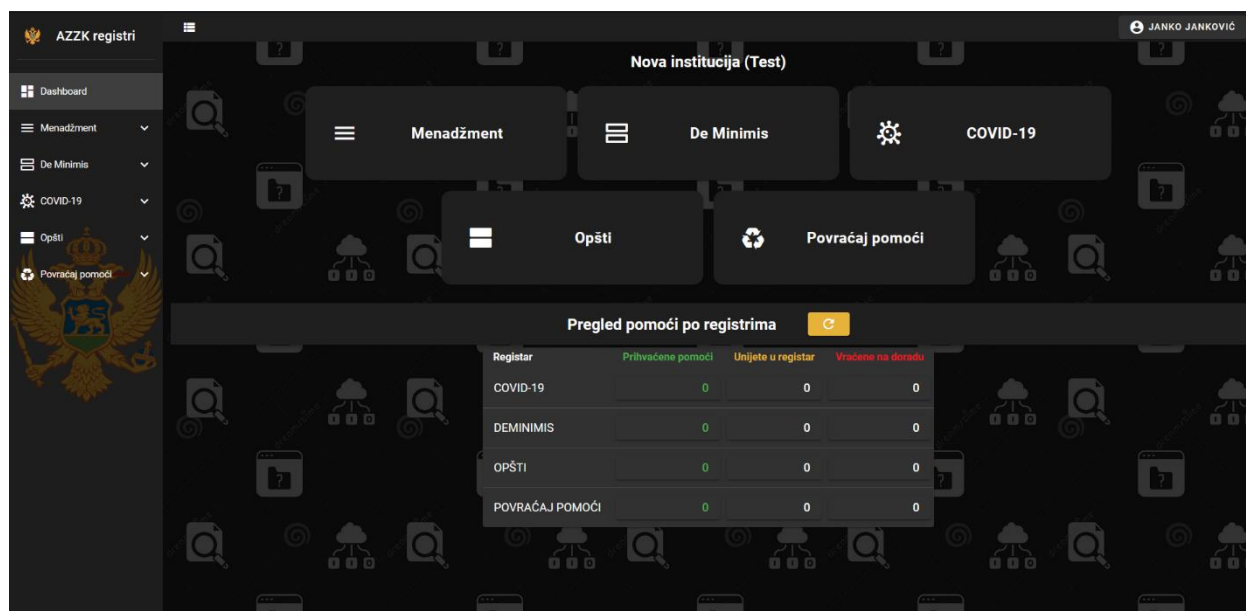 AZZK registri
JANKO JANKOVIĆ
Nova institucija (Test)
Dashboard
Menadžment
De Minimis
COVID-19
Opšti
Povraćaj pomoći
Menadžment
De Minimis
COVID-19
Opšti
Povraćaj pomoći
Pregled pomoći po registrima
Registar Prihvaćene pomoći Unijete u registar Vraćene na doradu
COVID-19 0 0 0
DEMINIMIS 0 0 0
OPŠTI 0 0 0
POVRAĆAJ POMOĆI 0 0 0